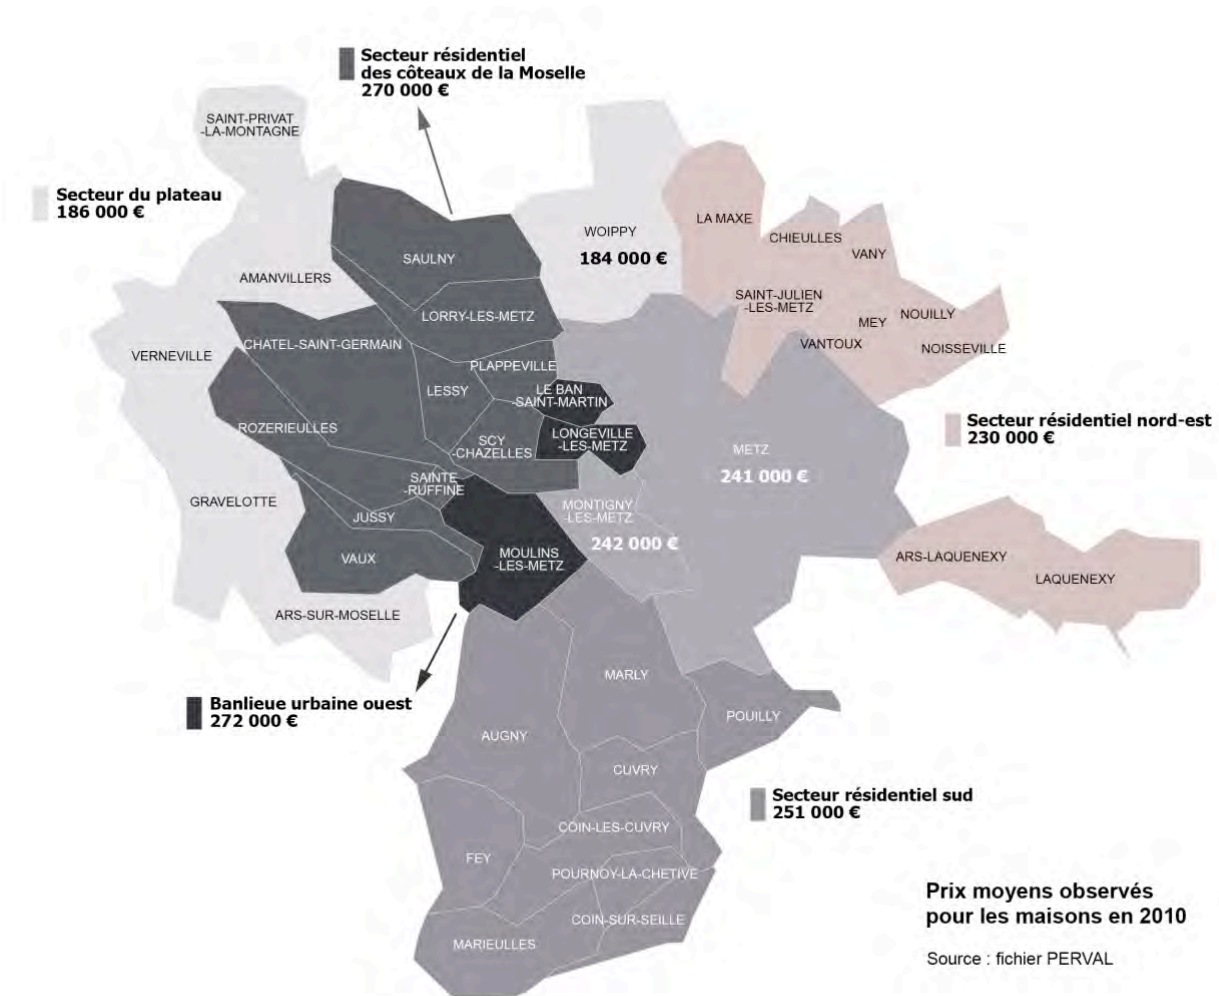 Secteur résidentiel
des côteaux de la Moselle
270 000 €
SAINT-PRIVAT
-LA-MONTAGNE
Secteur du plateau
186 000 €
WOIPPY
184 000 €
LA MAXE
CHIEULLES
VANY
SAULNY
AMANVILLERS
LORRY-LES-METZ
SAINT-JULIEN
-LES-METZ
MEY
NOUILLY
VANTOUX
NOISSEVILLE
VERNEVILLE
CHATEL-SAINT-GERMAIN
PLAPPEVILLE
LESSY
LE BAN
-SAINT-MARTIN
ROZERIEULLES
SCY
-CHAZELLES
LONGEVILLE
-LES-METZ
METZ
241 000 €
Secteur résidentiel nord-est
230 000 €
SAINTE
-RUFFINE
GRAVELOTTE
JUSSY
MONTIGNY
-LES-METZ
242 000 €
VAUX
MOULINS
-LES-METZ
ARS-LAQUENEXY
LAQUENEXY
ARS-SUR-MOSELLE
Banlieue urbaine ouest
272 000 €
MARLY
POUILLY
AUGNY
CUVRY
Secteur résidentiel sud
251 000 €
COIN-LES-CUVRY
FEY
POURNOY-LA-CHETIVE
COIN-SUR-SEILLE
MARIEULLES
Prix moyens observés
pour les maisons en 2010
Source : fichier PERVAL